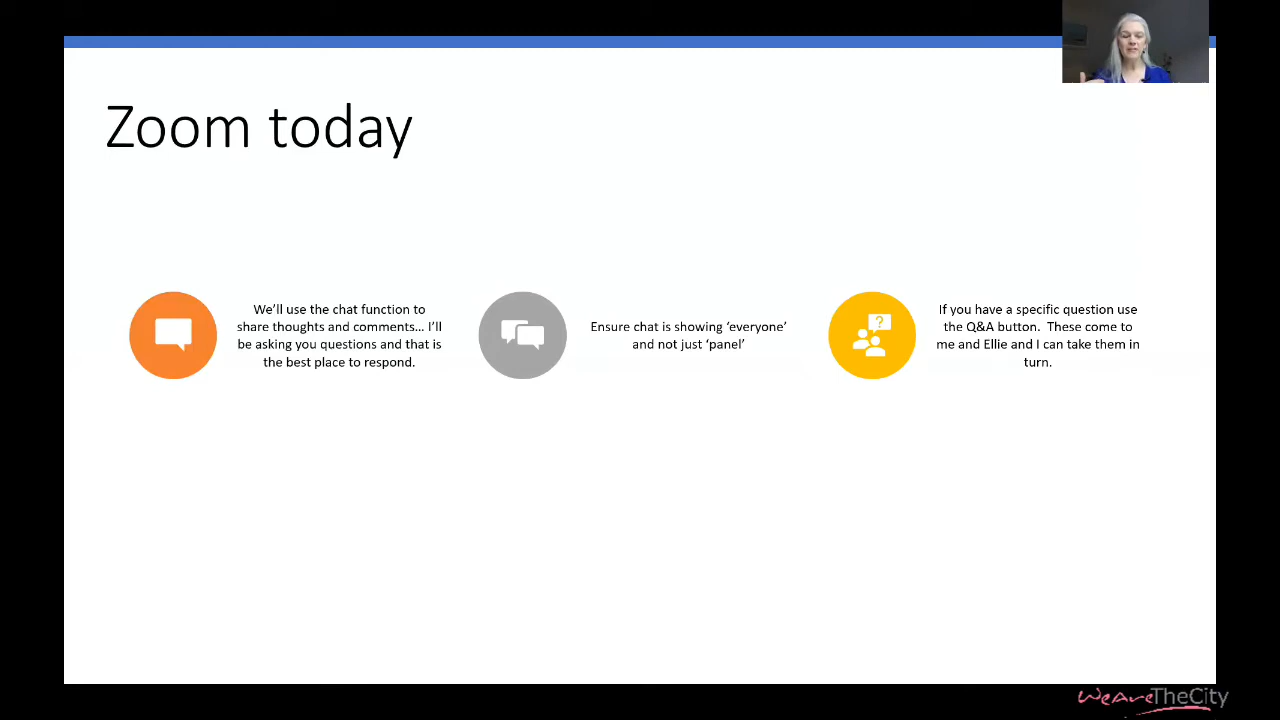 Zoom today
We’ll use the chat function to
share thoughts and comments… I’ll
be asking you questions and that is
the best place to respond.
Ensure chat is showing ‘everyone’
and not just ‘panel’
If you have a specific question use
the Q&A button.  These come to
me and Ellie and I can take them in
turn.
?
WeAreTheCity